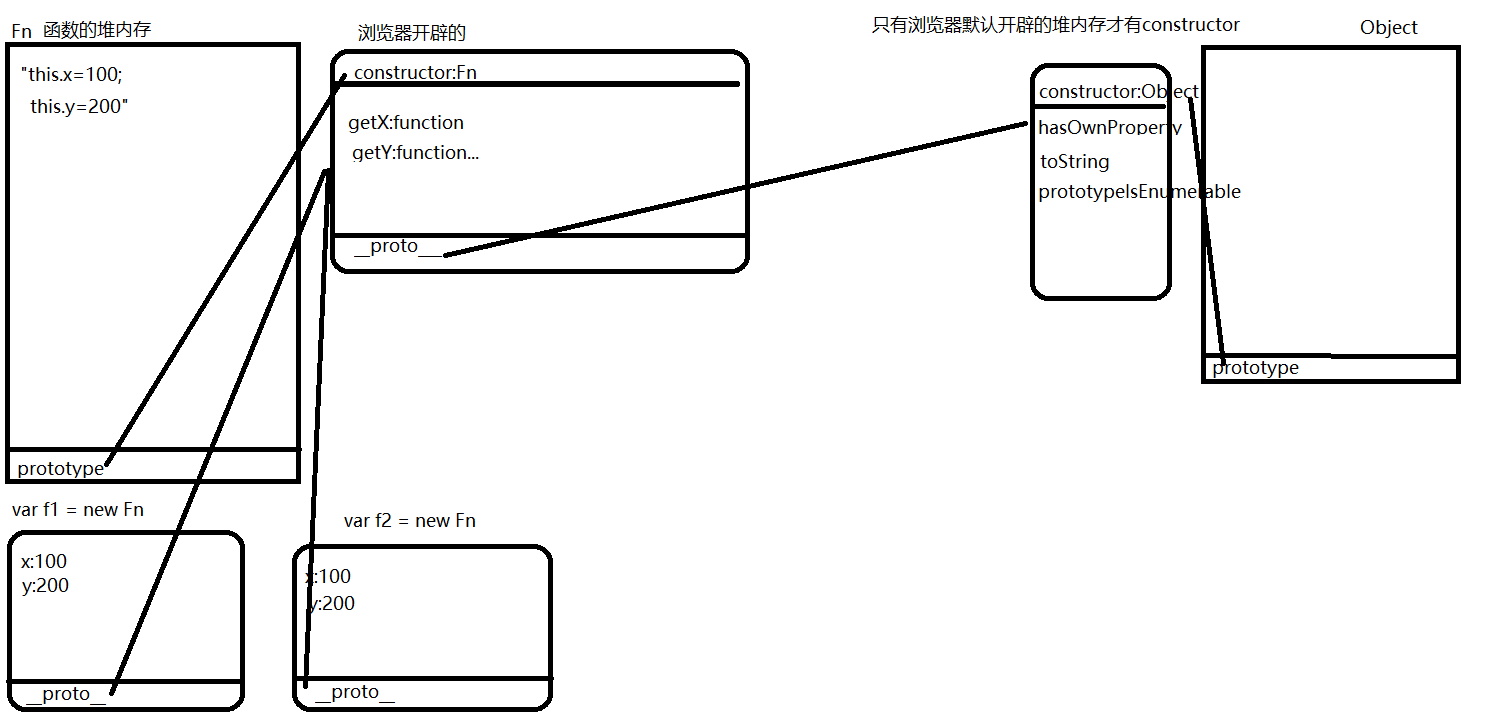 Fn 函数的堆内存
"this.x=100;
this.y=200"
prototype
浏览器开辟的
constructor:Fn
getX:function
getY:function...
__proto__
只有浏览器默认开辟的堆内存才有constructor
constructor:Object
hasOwnProperty
toString
prototypeIsEnumetable
Object
prototype
var f1 = new Fn
x:100
y:200
__proto__
var f2 = new Fn
x:100
y:200
__proto__